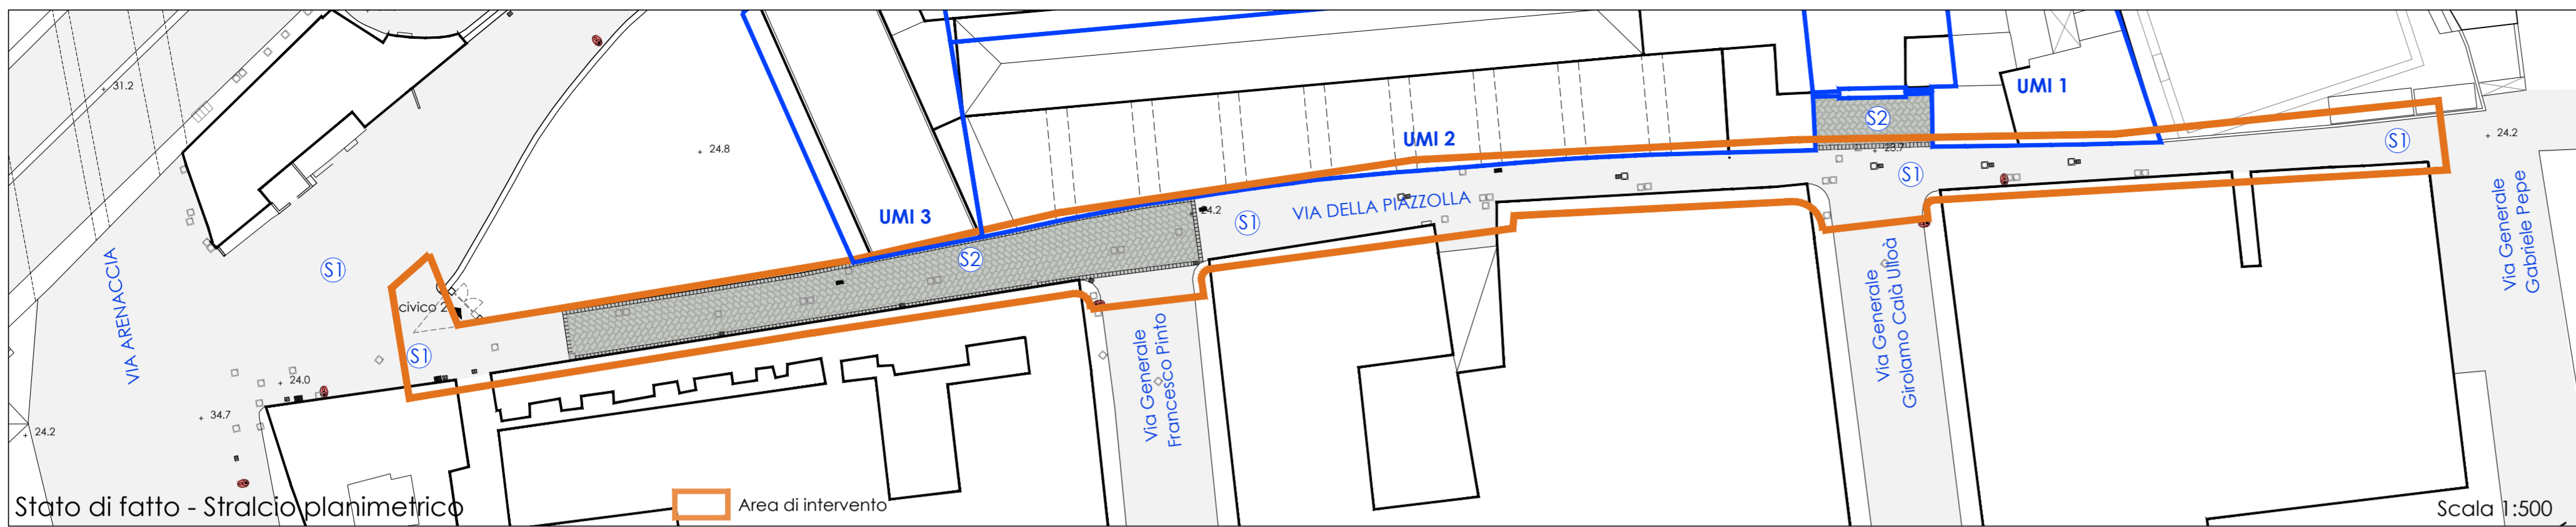 31.2
24.8
UMI 1
S2
UMI 2
S1
24.2
23.7
S1
VIA DELLA PIAZZOLLA
24.2
S1
UMI 3
S2
S1
VIA ARENACCIA
civico 2
S1
24.0
34.7
24.2
Via Generale
Francesco Pinto
Via Generale
Girolamo Calà Ulloà
Via Generale
Gabriele Pepe
Stato di fatto - Stralcio planimetrico
Area di intervento
Scala 1:500